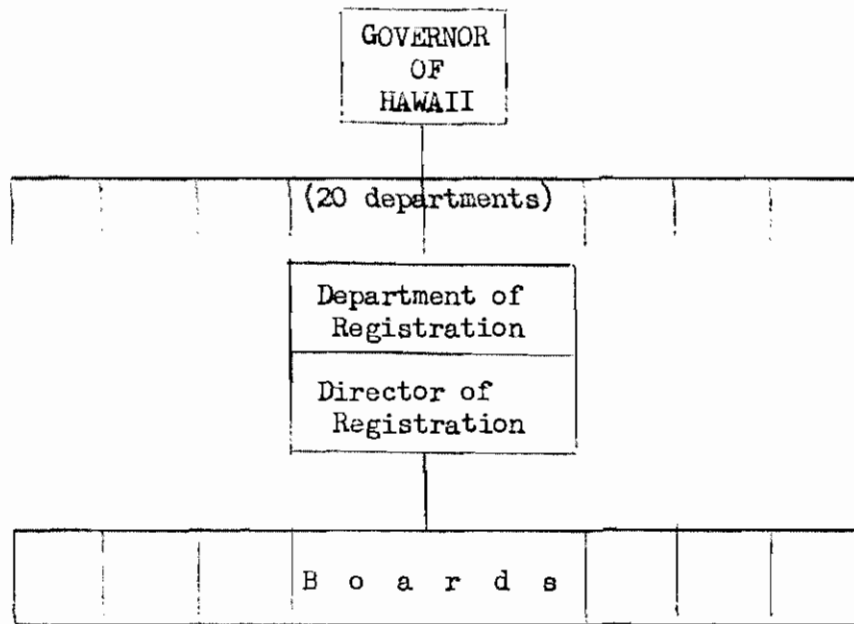 GOVERNOR
OF
HAWAII
(20 departments)
Department of
Registration
Director of
Registration
B o a r d s